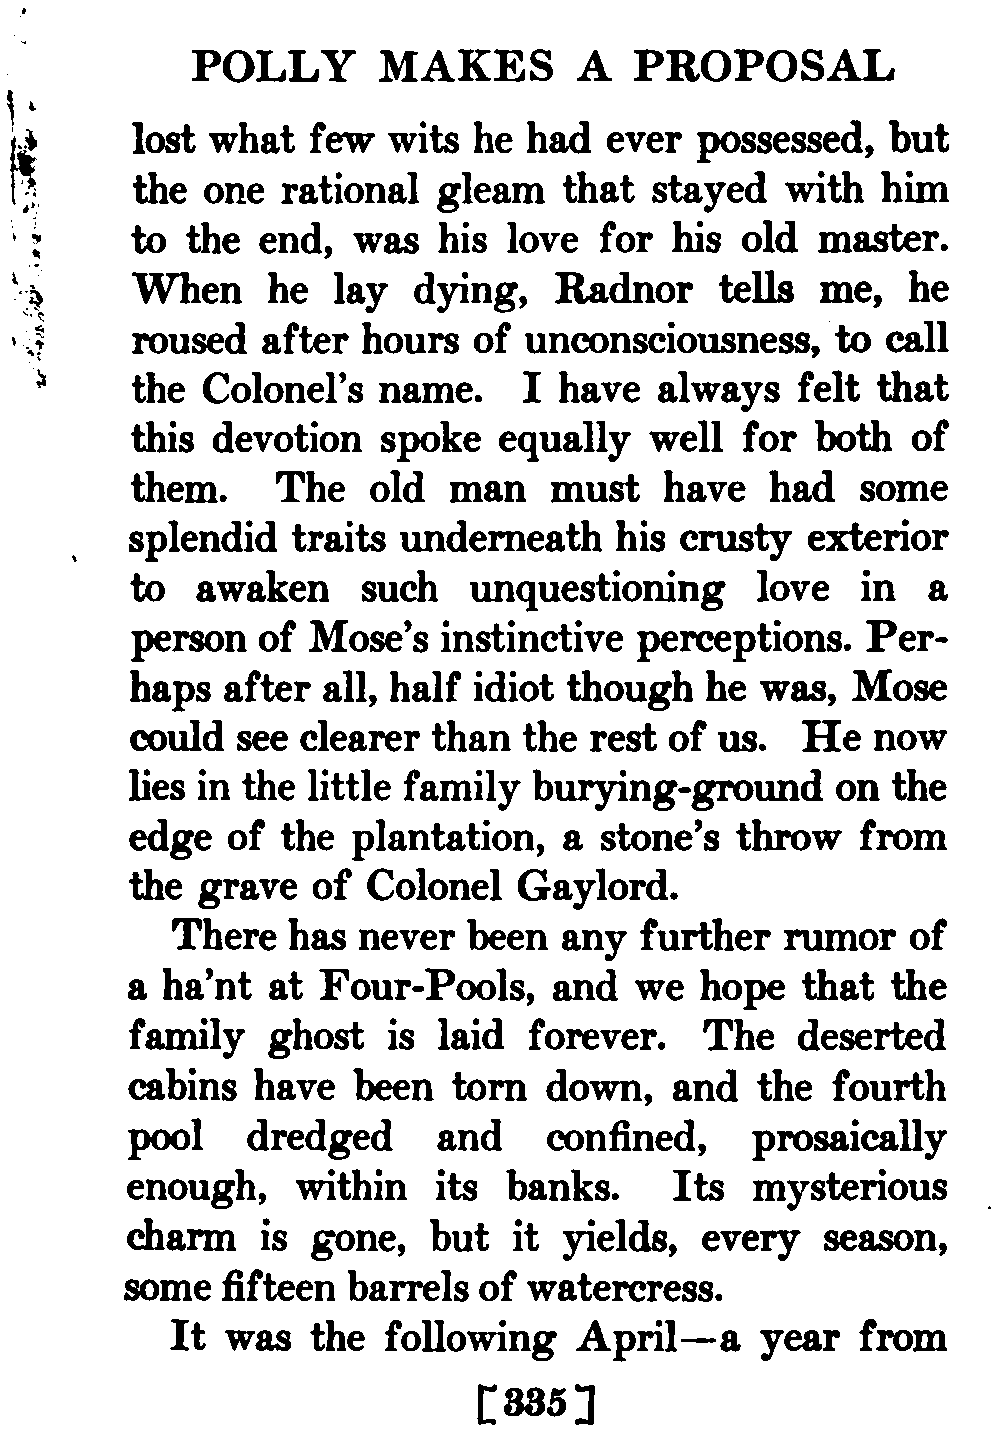 POLLY MAKES A PROPOSAL
lost what few wits he had ever possessed, but
the one rational gleam that stayed with him
to the end, was his love for his old master.
When he lay dying, Radnor tells me, he
roused after hours of unconsciousness, to call
the Colonel's name. I have always felt that
this devotion spoke equally well for both of
them. The old man must have had some
splendid traits underneath his crusty exterior
to awaken such unquestioning love in a
person of Mose's instinctive perceptions. Per-
haps after all, half idiot though he was, Mose
could see clearer than the rest of us. He now
lies in the little family burying-ground on the
edge of the plantation, a stone's throw from
the grave of Colonel Gaylord.
There has never been any further rumor of
a ha'nt at Four-Pools, and we hope that the
family ghost is laid forever. The deserted
cabins have been torn down, and the fourth
pool dredged and confined, prosaically
enough, within its banks. Its mysterious
charm is gone, but it yields, every season,
some fifteen barrels of watercress.
It was the following April—a year from
[335]